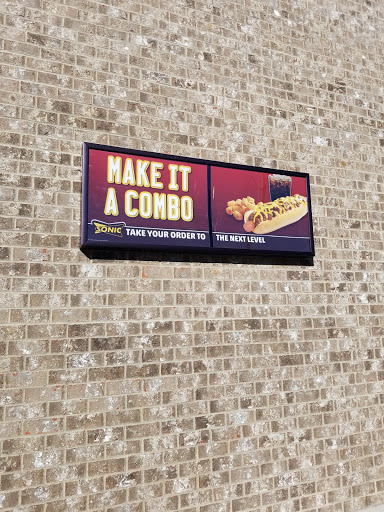 MAKE IT
A COMBO
SONIC
TAKE YOUR ORDER TO THE NEXT LEVEL